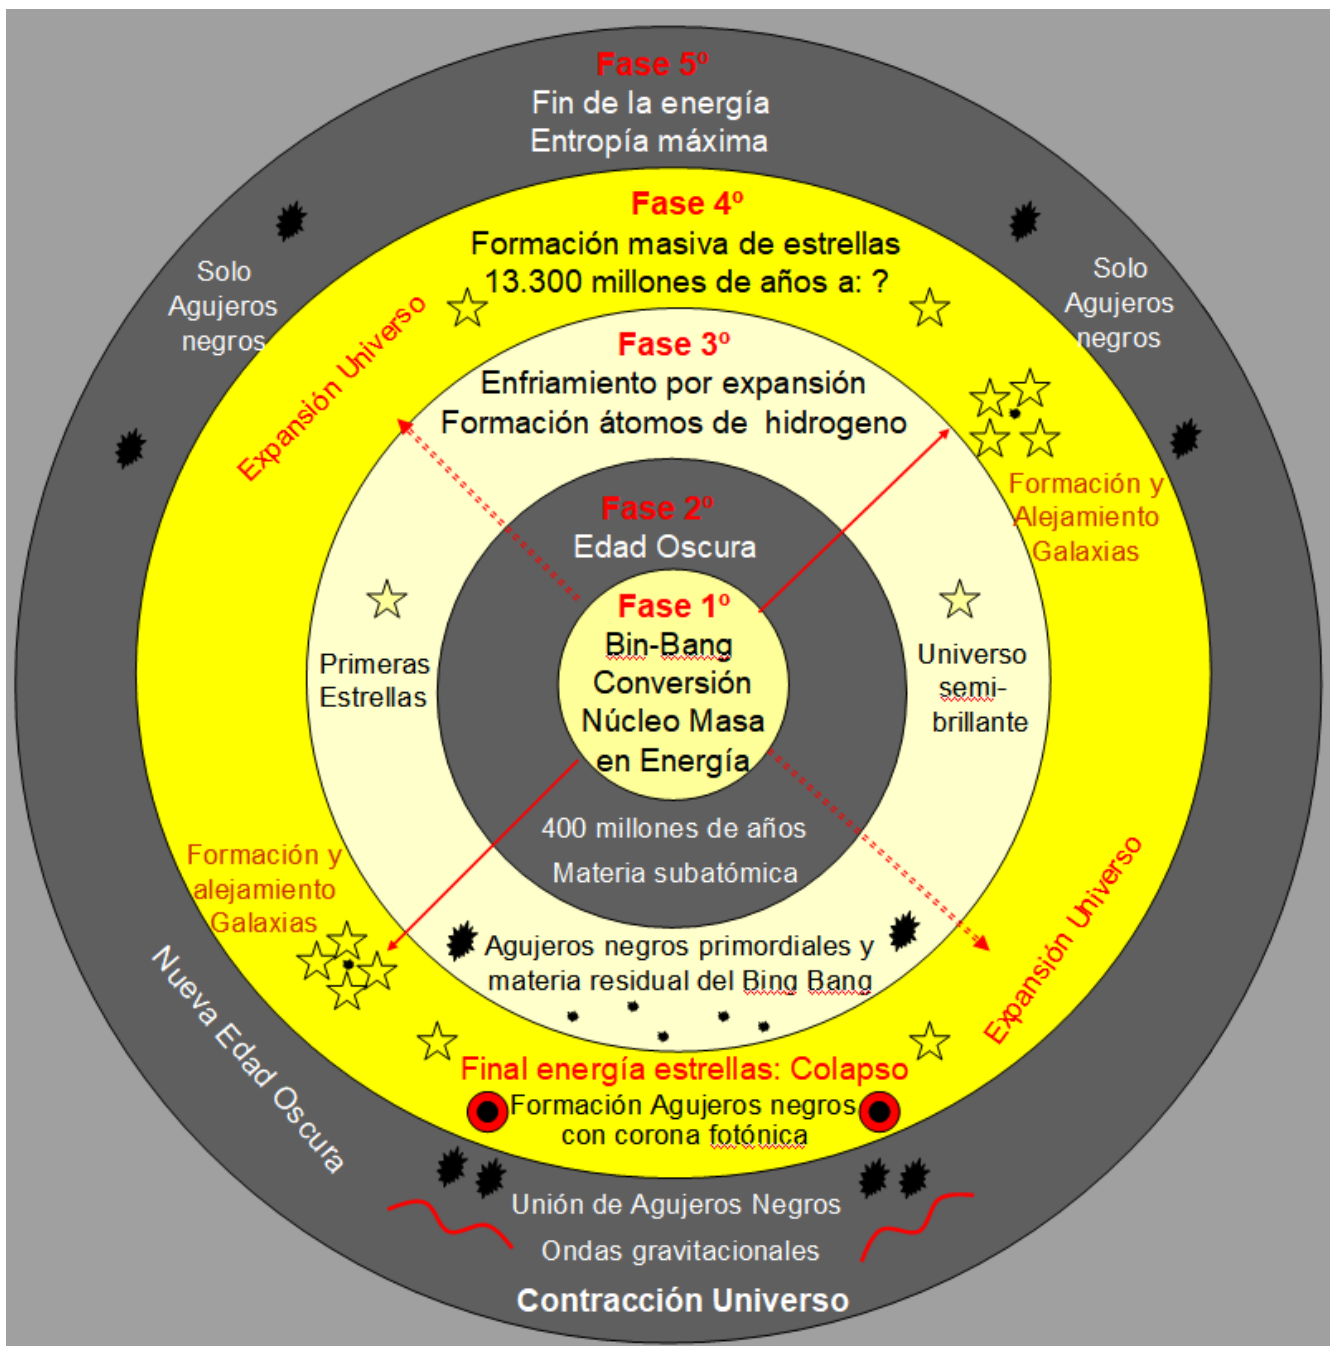 Fase 5º
Fin de la energía
Entropía máxima
Fase 4º
Formación masiva de estrellas
13.300 millones de años a: ?
Solo
Agujeros
negros
Solo
Agujeros
negros
Expansión Universo
Fase 3º
Enfriamiento por expansión
Formación átomos de hidrogeno
Formación y
Alejamiento
Galaxias
Fase 2º
Edad Oscura
Fase 1º
Bin-Bang
Conversión
Núcleo Masa
en Energía
Primeras
Estrellas
Universo
semi-
brillante
400 millones de años
Materia subatómica
Formación y
alejamiento
Galaxias
Expansión Universo
Agujeros negros primordiales y
materia residual del Bing Bang
Nueva Edad Oscura
Final energía estrellas: Colapso
Formación Agujeros negros
con corona fotónica
Unión de Agujeros Negros
Ondas gravitacionales
Contracción Universo